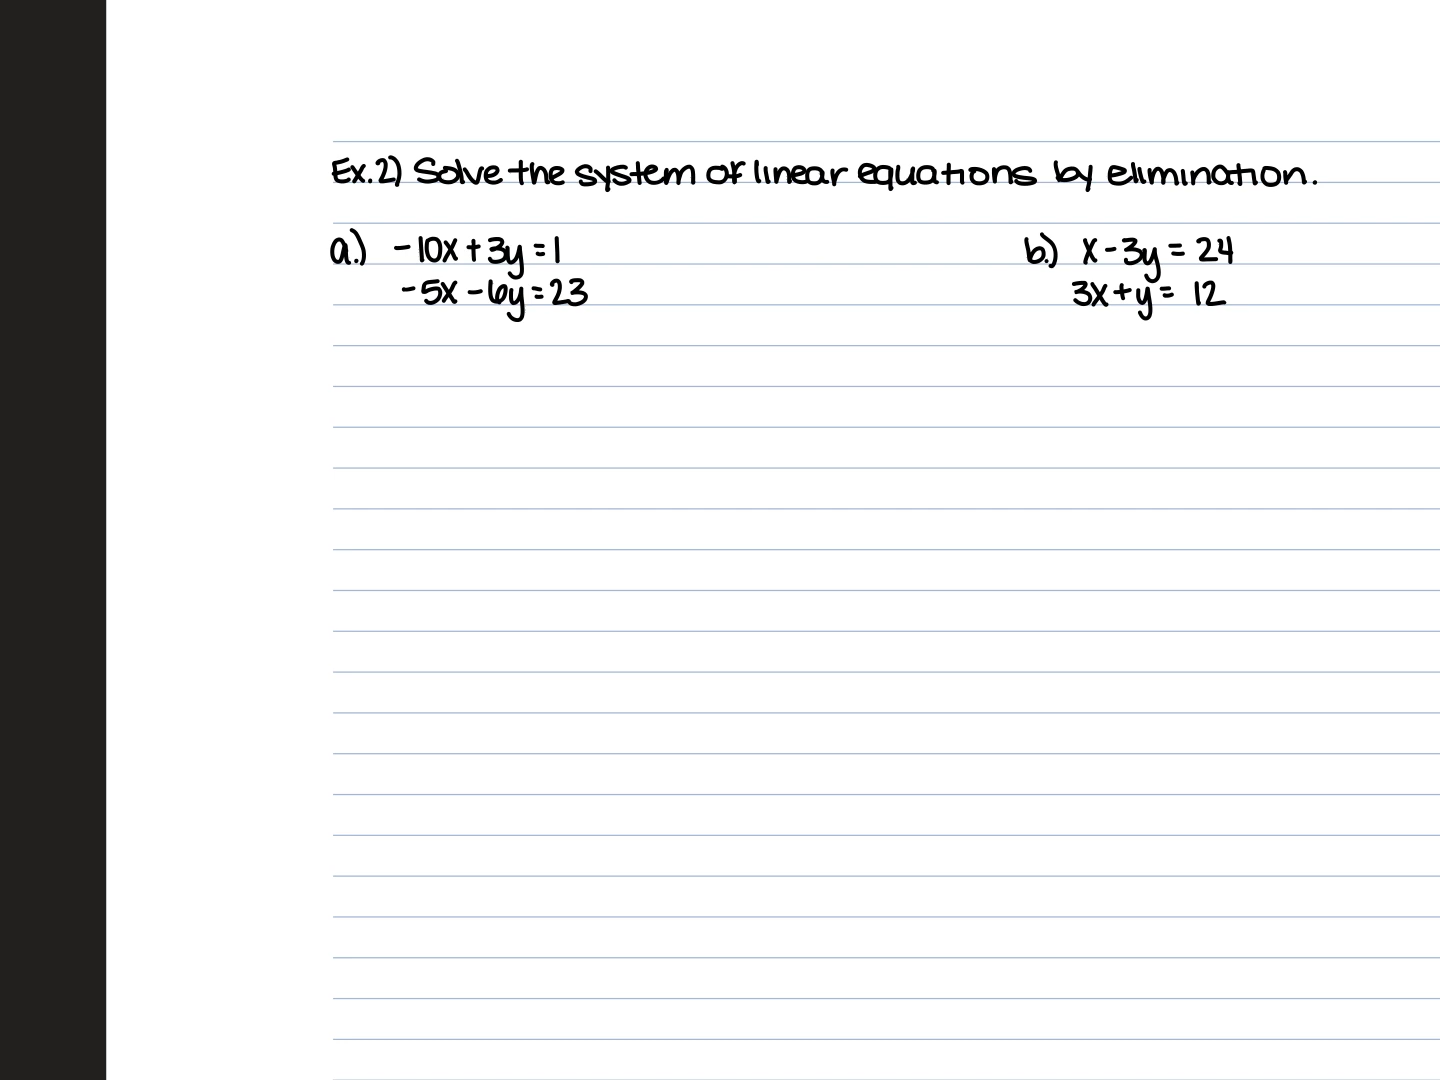 Ex.2) Solve the system of linear equations by elimination.
a.) -10x + 3y = 1
-5x - 6y = 23
b.) x - 3y = 24
3x + y = 12